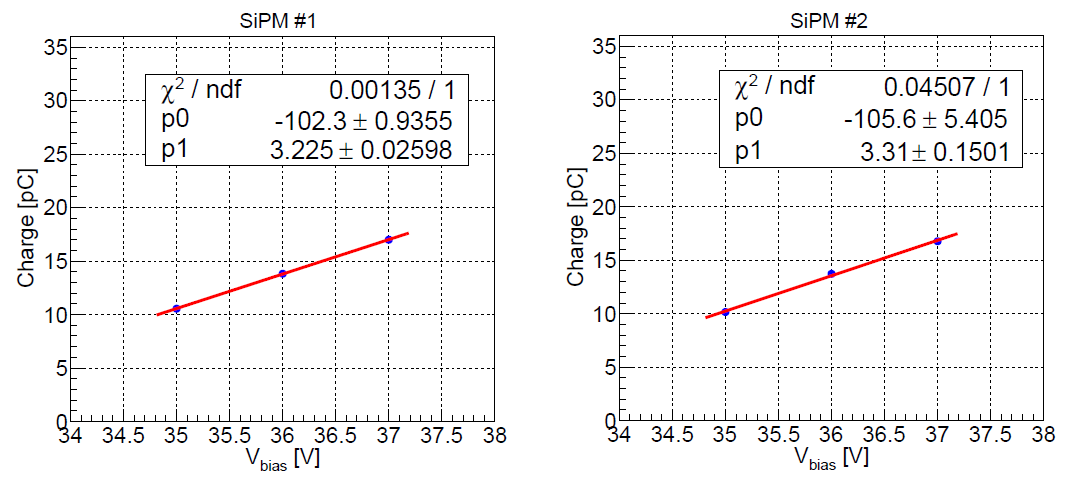 SiPM #1
χ² / ndf 0.00135 / 1
p0 -102.3 ± 0.9355
p1 3.225 ± 0.02598
Charge [pC]
35
30
25
20
15
10
5
0
34 34.5 35 35.5 36 36.5 37 37.5 38
V_bias [V]
SiPM #2
χ² / ndf 0.04507 / 1
p0 -105.6 ± 5.405
p1 3.31 ± 0.1501
Charge [pC]
35
30
25
20
15
10
5
0
34 34.5 35 35.5 36 36.5 37 37.5 38
V_bias [V]